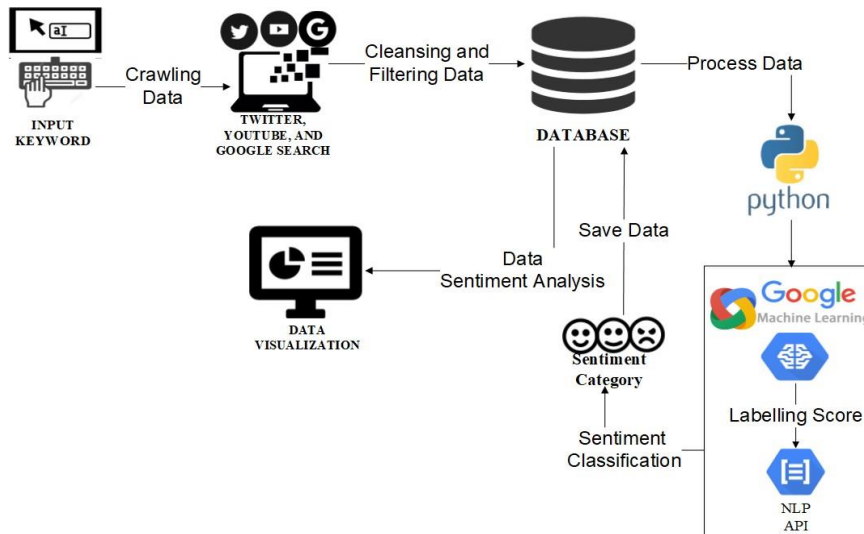 aI
INPUT
KEYWORD
Crawling
Data
G
TWITTER,
YOUTUBE, AND
GOOGLE SEARCH
Cleansing and
Filtering Data
DATABASE
Process Data
python
Google
Machine Learning
Labelling Score
NLP
API
Sentiment
Classification
Sentiment
Category
Save Data
Data
Sentiment Analysis
DATA
VISUALIZATION